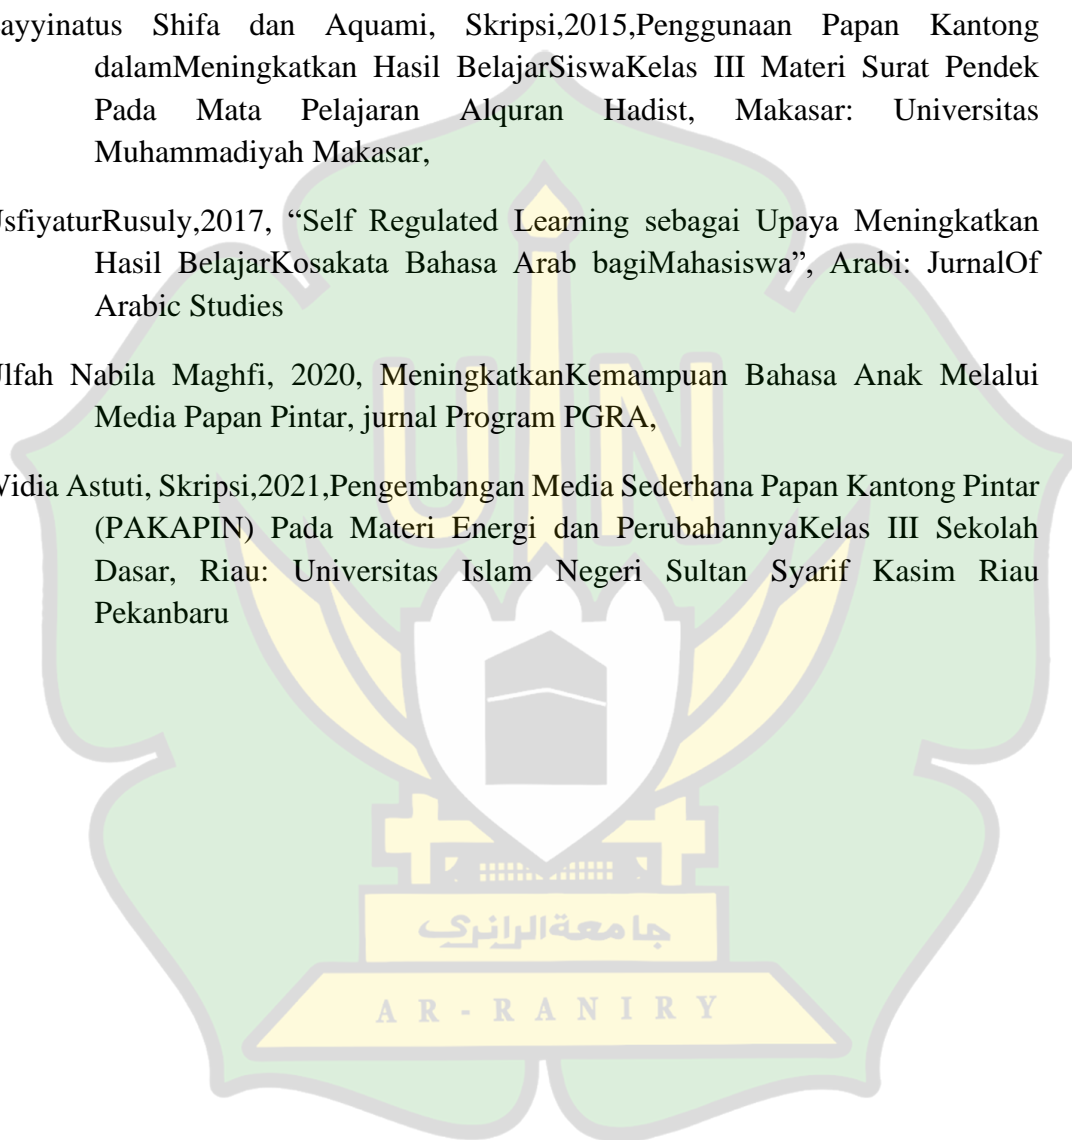 ayyinatus Shifa dan Aquami, Skripsi,2015,Penggunaan Papan Kantong
dalamMeningkatkan Hasil BelajarSiswaKelas III Materi Surat Pendek
Pada Mata Pelajaran Alquran Hadist, Makasar: Universitas
Muhammadiyah Makasar,
UsfiyaturRusuly,2017, “Self Regulated Learning sebagai Upaya Meningkatkan
Hasil BelajarKosakata Bahasa Arab bagiMahasiswa”, Arabi: JurnalOf
Arabic Studies
Ulfah Nabila Maghfi, 2020, MeningkatkanKemampuan Bahasa Anak Melalui
Media Papan Pintar, jurnal Program PGRA,
Widia Astuti, Skripsi,2021,Pengembangan Media Sederhana Papan Kantong Pintar
(PAKAPIN) Pada Materi Energi dan PerubahannyaKelas III Sekolah
Dasar, Riau: Universitas Islam Negeri Sultan Syarif Kasim Riau
Pekanbaru
UIN
جامعة الرانري
AR-RANIRY